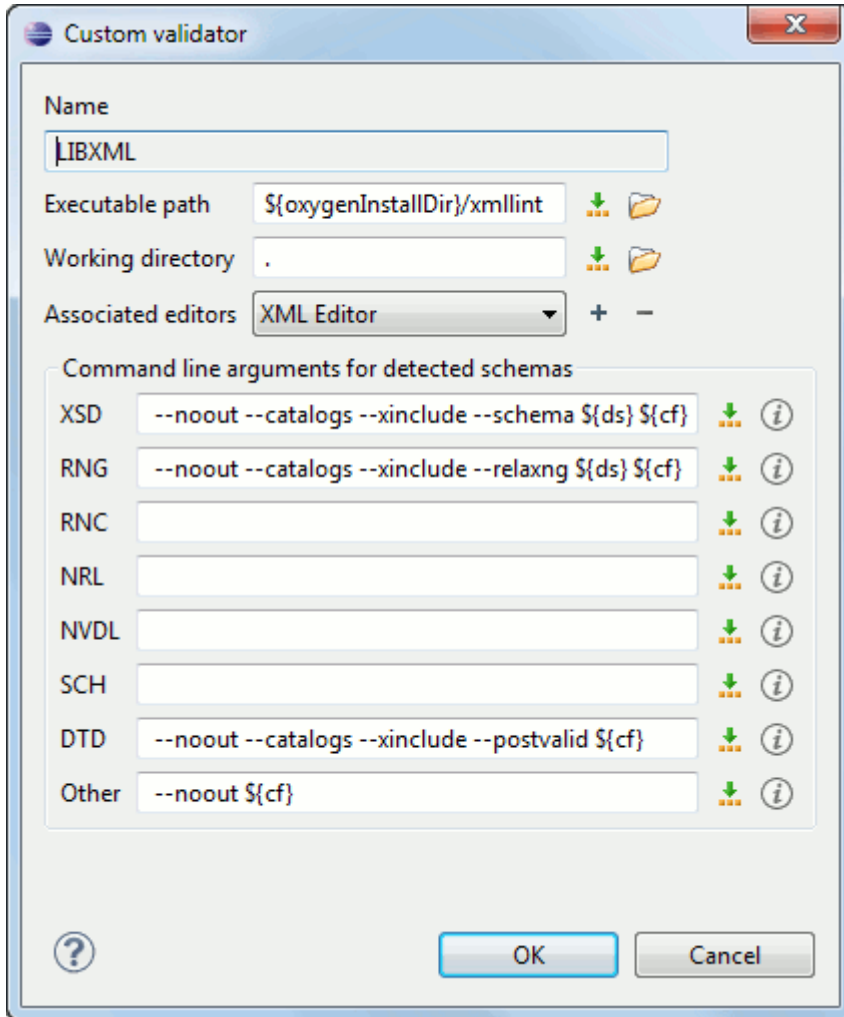 Custom validator
Name
LIBXML
Executable path ${oxygenInstallDir}/xmllint
Working directory .
Associated editors XML Editor
Command line arguments for detected schemas
XSD --noout --catalogs --xinclude --schema ${ds} ${cf}
RNG --noout --catalogs --xinclude --relaxng ${ds} ${cf}
RNC
NRL
NVDL
SCH
DTD --noout --catalogs --xinclude --postvalid ${cf}
Other --noout ${cf}
OK Cancel